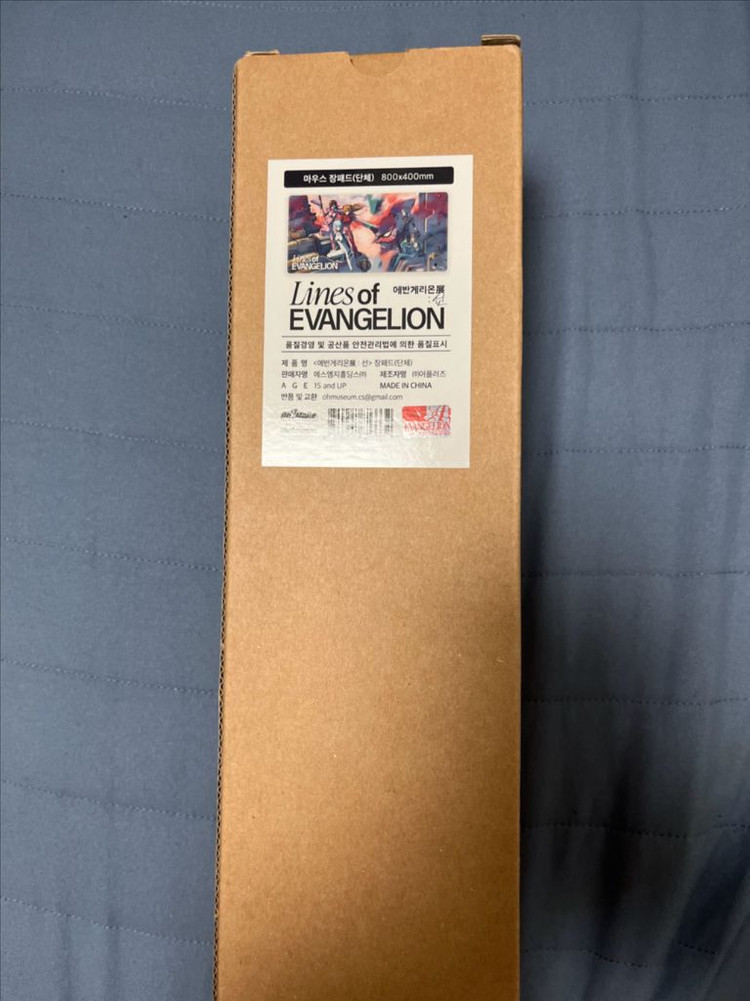 마우스 장패드(단체) 800x400mm
Lines of
EVANGELION
Lines of 에반게리온展
:선
EVANGELION
품질경영 및 공산품 안전관리법에 의한 품질표시
제 품 명 <에반게리온展 : 선> 장패드(단체)
판매자명 에스엠지홀딩스㈜ 제조자명 ㈜어플러즈
A G E 15 and UP MADE IN CHINA
반품 및 교환 ohmuseum.cs@gmail.com
EVANGELION